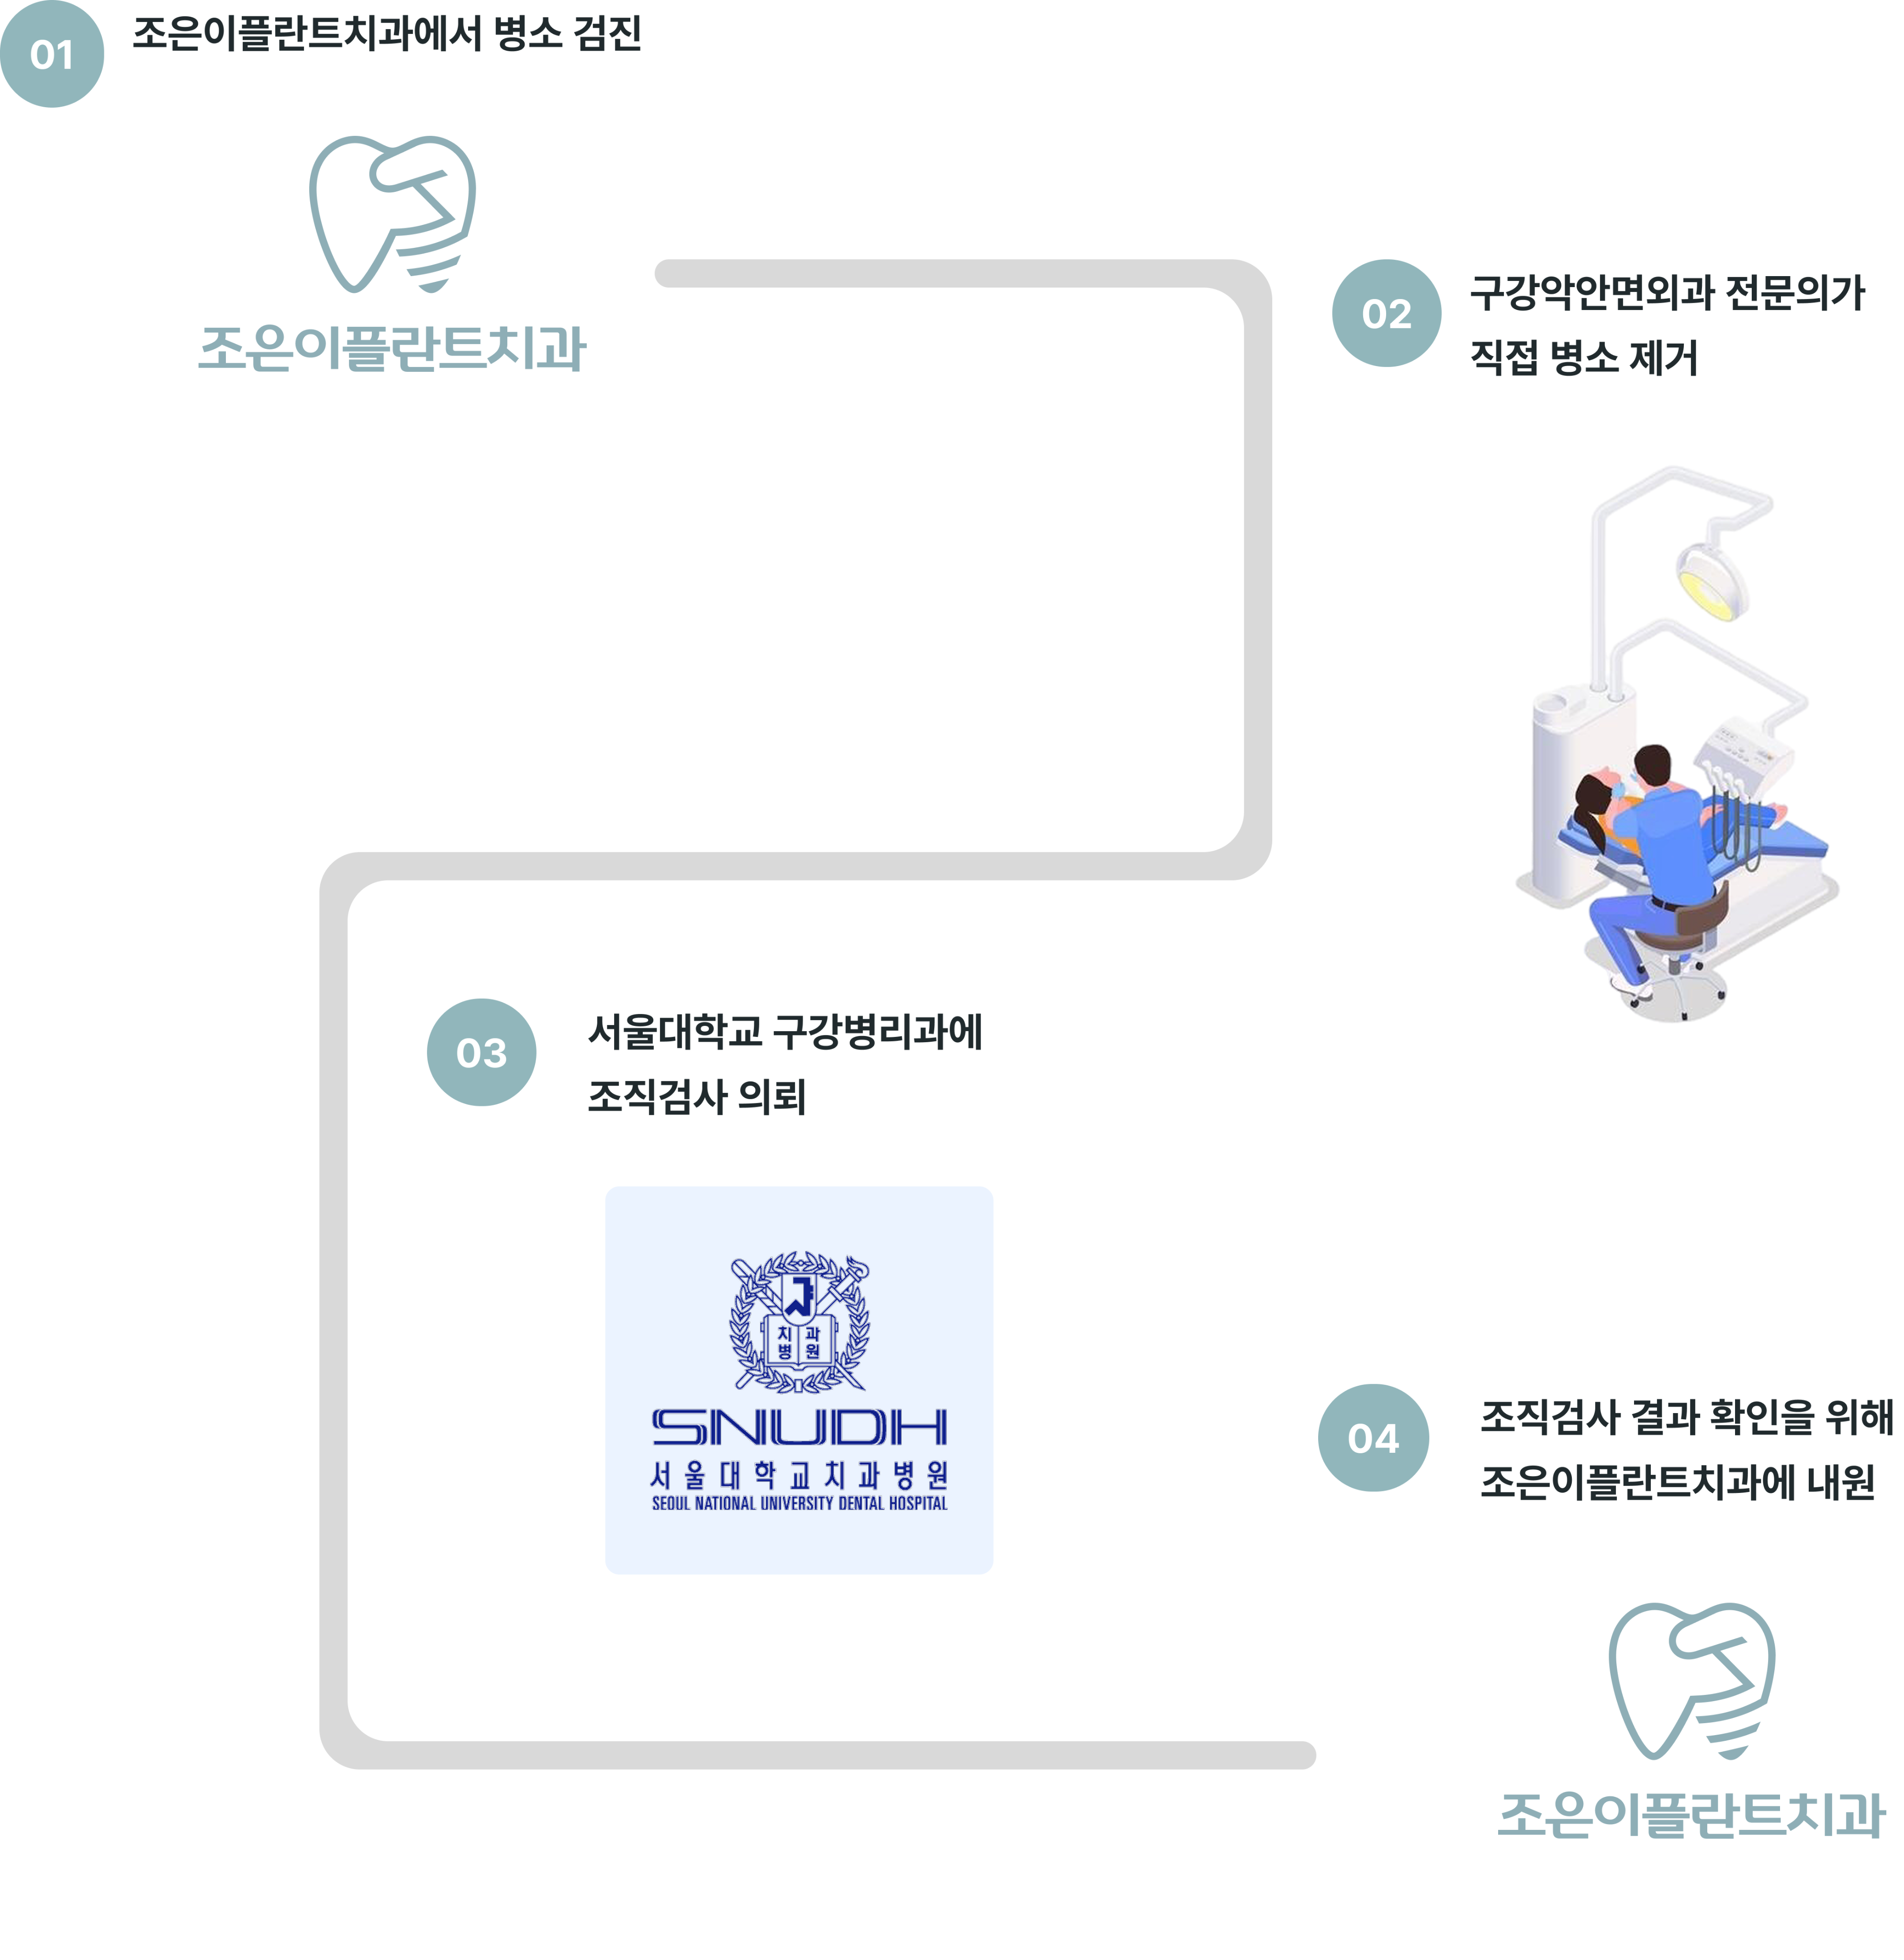 01
조은이플란트치과에서 병소 검진
조은이플란트치과
02
구강악안면외과 전문의가
직접 병소 제거
03
서울대학교 구강병리과에
조직검사 의뢰
치과
병원
SNUDH
서울대학교치과병원
SEOUL NATIONAL UNIVERSITY DENTAL HOSPITAL
04
조직검사 결과 확인을 위해
조은이플란트치과에 내원
조은이플란트치과